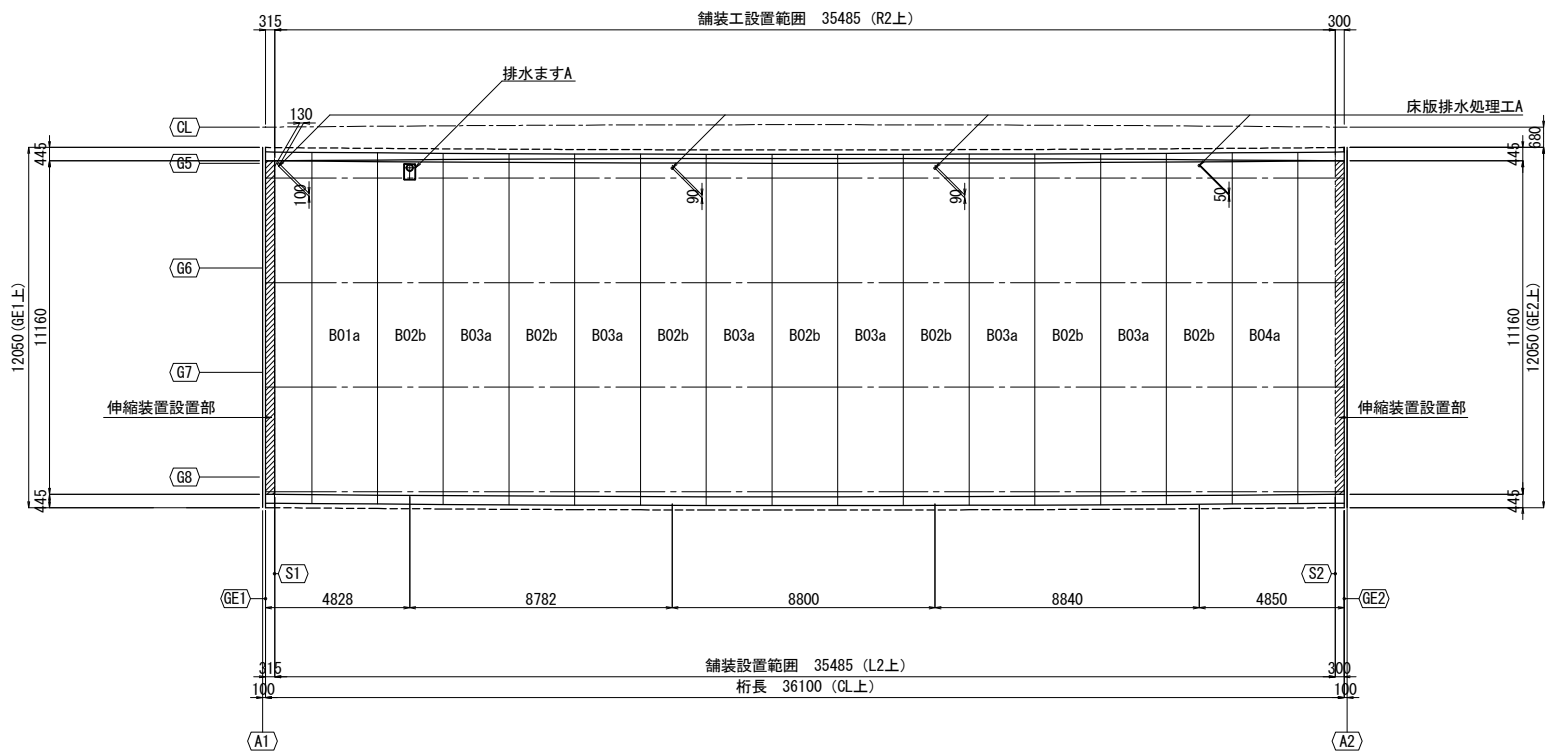 315
舗装工設置範囲 35485 (R2上)
300
排水ますA
130
床版排水処理工A
CL
680
445
G5
445
100
90
90
50
G6
12050(GE1上)
11160
11160
12050(GE2上)
B01a B02b B03a B02b B03a B02b B03a B02b B03a B02b B03a B02b B03a B02b B04a
G7
伸縮装置設置部
伸縮装置設置部
G8
445
445
S1
S2
GE1
4828
8782
8800
8840
4850
GE2
315
舗装設置範囲 35485 (L2上)
300
100
桁長 36100 (CL上)
100
A1
A2